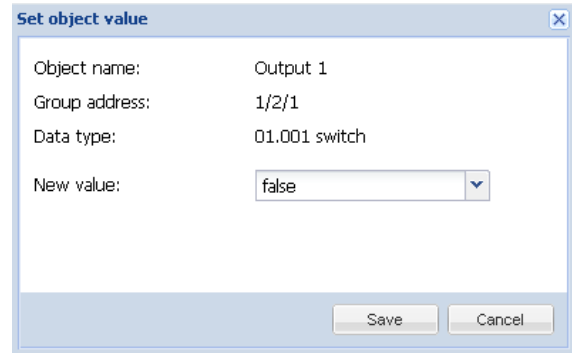 Set object value
Object name: Output 1
Group address: 1/2/1
Data type: 01.001 switch
New value: false
Save Cancel